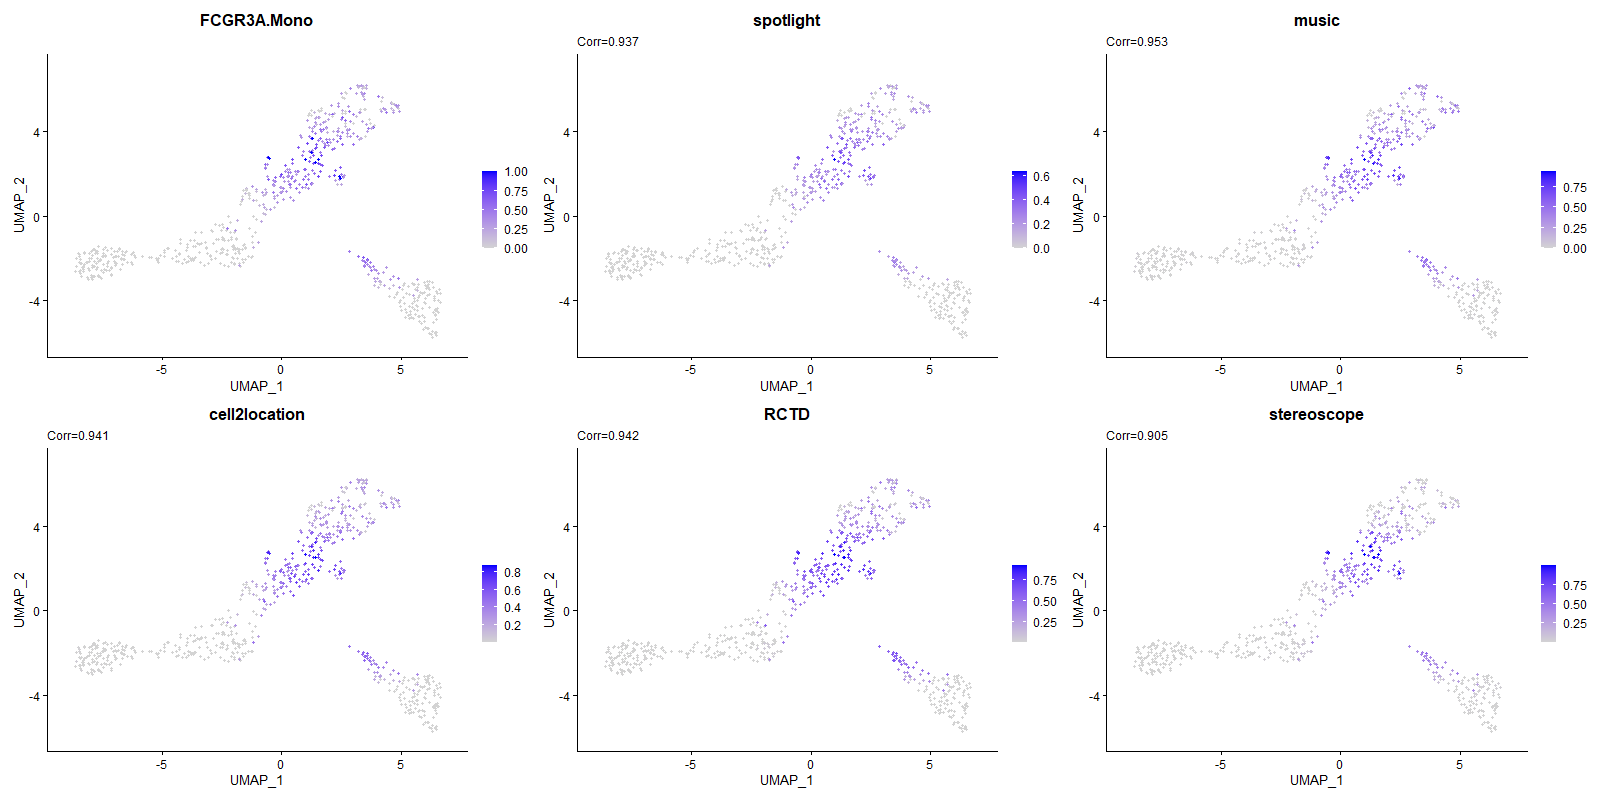 FCGR3A.Mono
4
0
-4
-5
0
5
UMAP_1
UMAP_2
1.00
0.75
0.50
0.25
0.00
spotlight
Corr=0.937
4
0
-4
-5
0
5
UMAP_1
UMAP_2
0.6
0.4
0.2
0.0
music
Corr=0.953
4
0
-4
-5
0
5
UMAP_1
UMAP_2
0.75
0.50
0.25
0.00
cell2location
Corr=0.941
4
0
-4
-5
0
5
UMAP_1
UMAP_2
0.8
0.6
0.4
0.2
RCTD
Corr=0.942
4
0
-4
-5
0
5
UMAP_1
UMAP_2
0.75
0.50
0.25
stereoscope
Corr=0.905
4
0
-4
-5
0
5
UMAP_1
UMAP_2
0.75
0.50
0.25